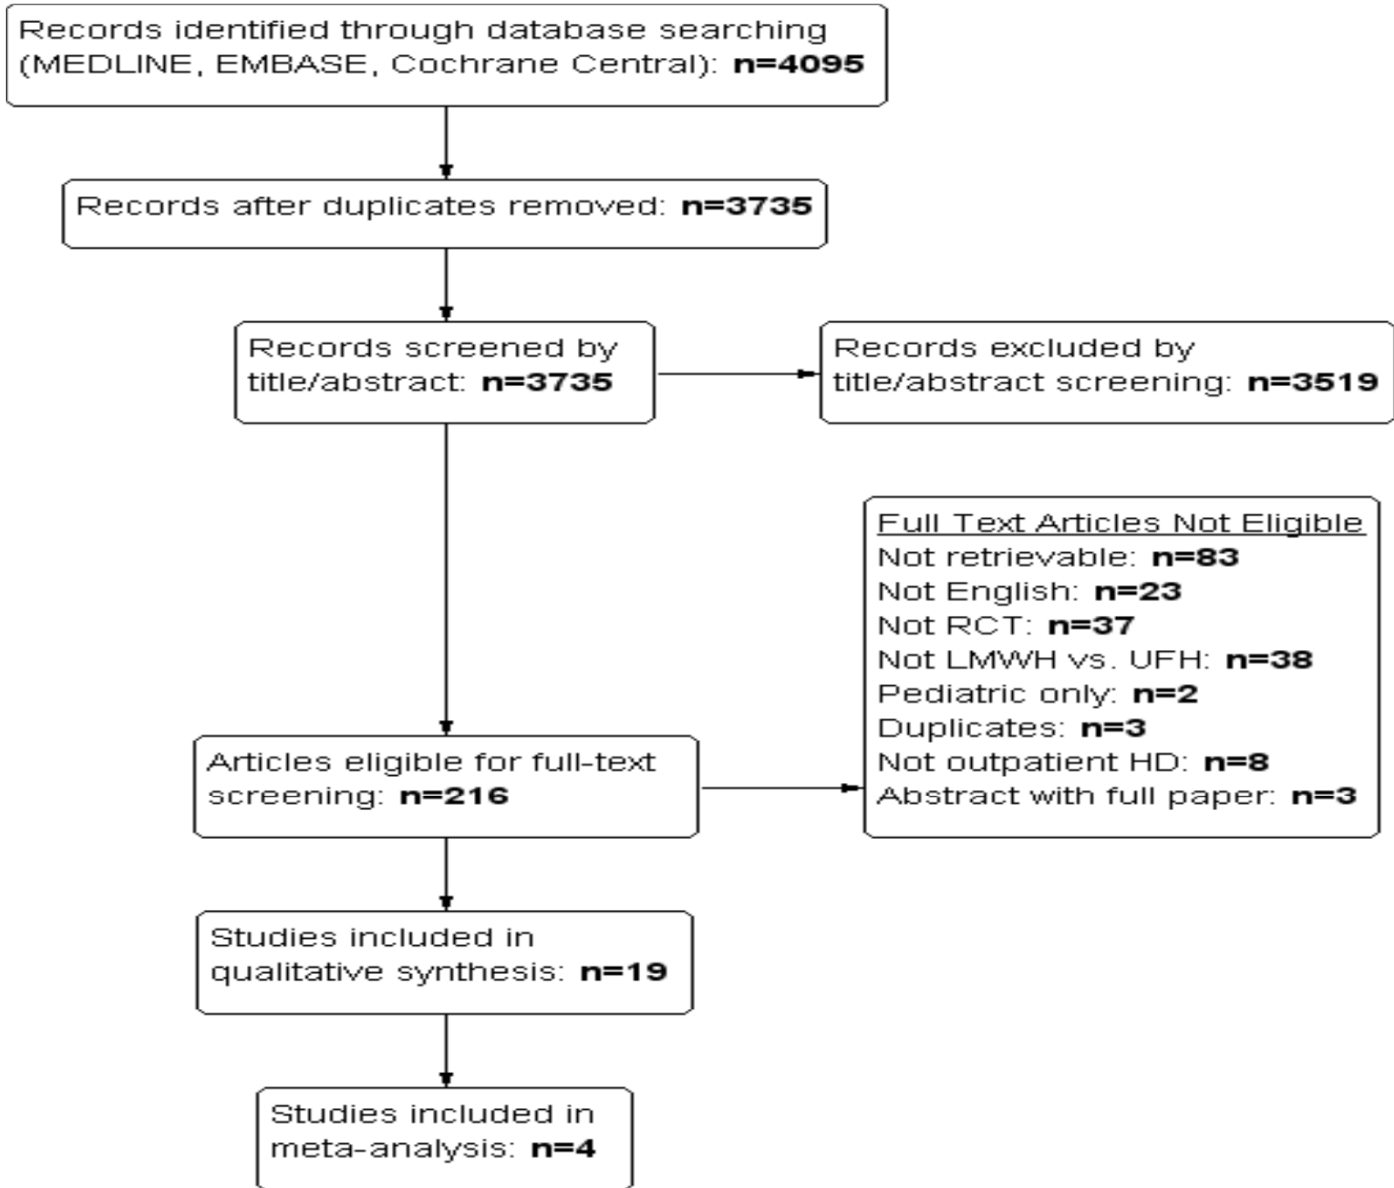 Records identified through database searching
(MEDLINE, EMBASE, Cochrane Central): n=4095
Records after duplicates removed: n=3735
Records screened by
title/abstract: n=3735
Records excluded by
title/abstract screening: n=3519
Full Text Articles Not Eligible
Not retrievable: n=83
Not English: n=23
Not RCT: n=37
Not LMWH vs. UFH: n=38
Pediatric only: n=2
Duplicates: n=3
Not outpatient HD: n=8
Abstract with full paper: n=3
Articles eligible for full-text
screening: n=216
Studies included in
qualitative synthesis: n=19
Studies included in
meta-analysis: n=4